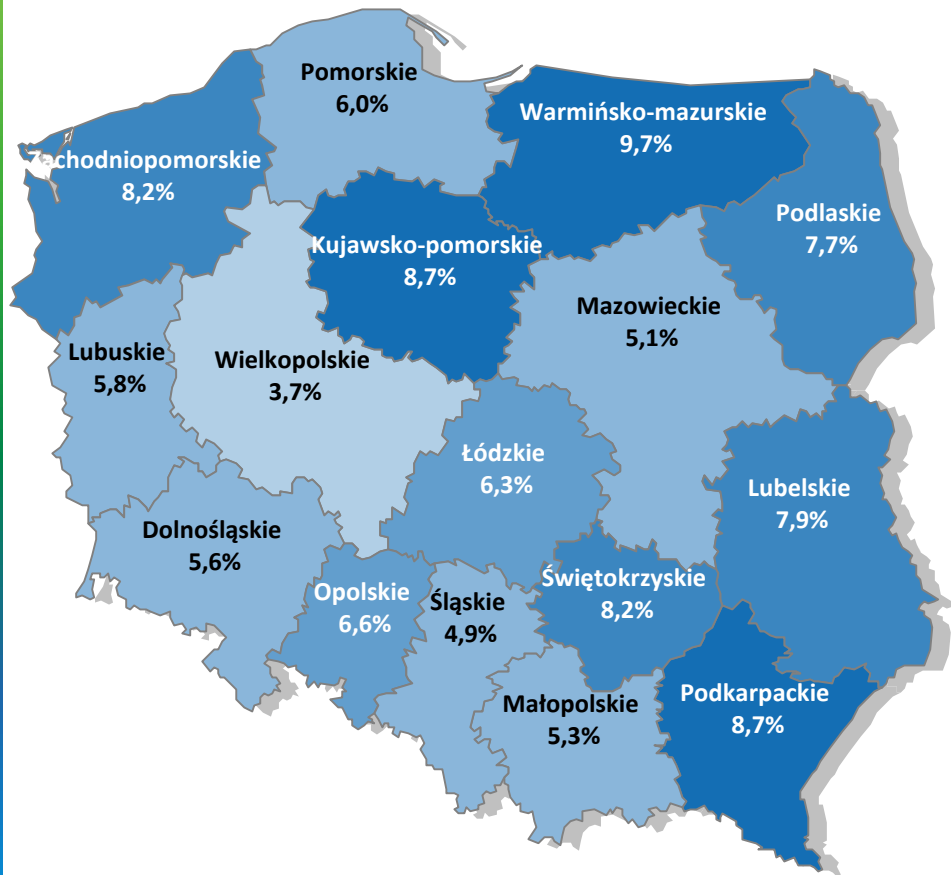 Pomorskie
6,0%
Warmińsko-mazurskie
9,7%
Zachodniopomorskie
8,2%
Podlaskie
7,7%
Kujawsko-pomorskie
8,7%
Mazowieckie
5,1%
Lubuskie
5,8%
Wielkopolskie
3,7%
Łódzkie
6,3%
Lubelskie
7,9%
Dolnośląskie
5,6%
Opolskie
6,6%
Śląskie
4,9%
Świętokrzyskie
8,2%
Małopolskie
5,3%
Podkarpackie
8,7%